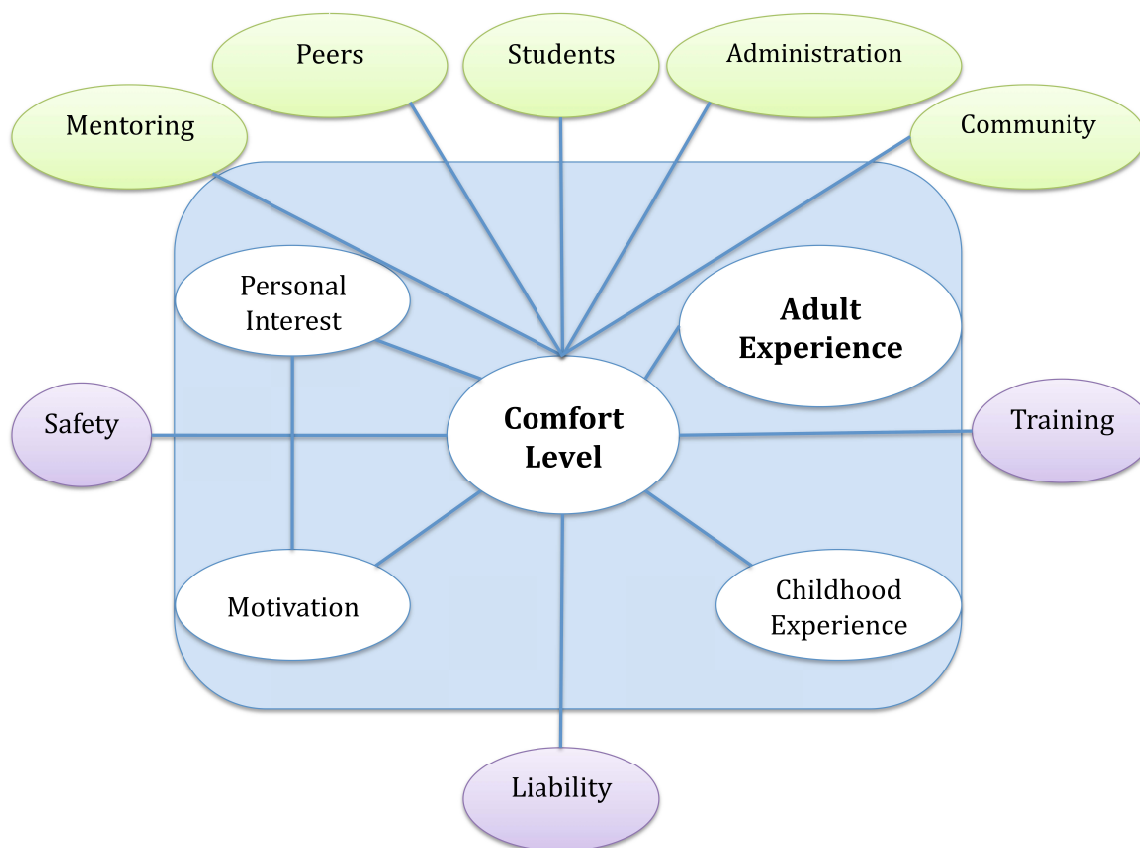 Peers
Students
Administration
Mentoring
Community
Personal
Interest
Adult
Experience
Comfort
Level
Safety
Training
Motivation
Childhood
Experience
Liability